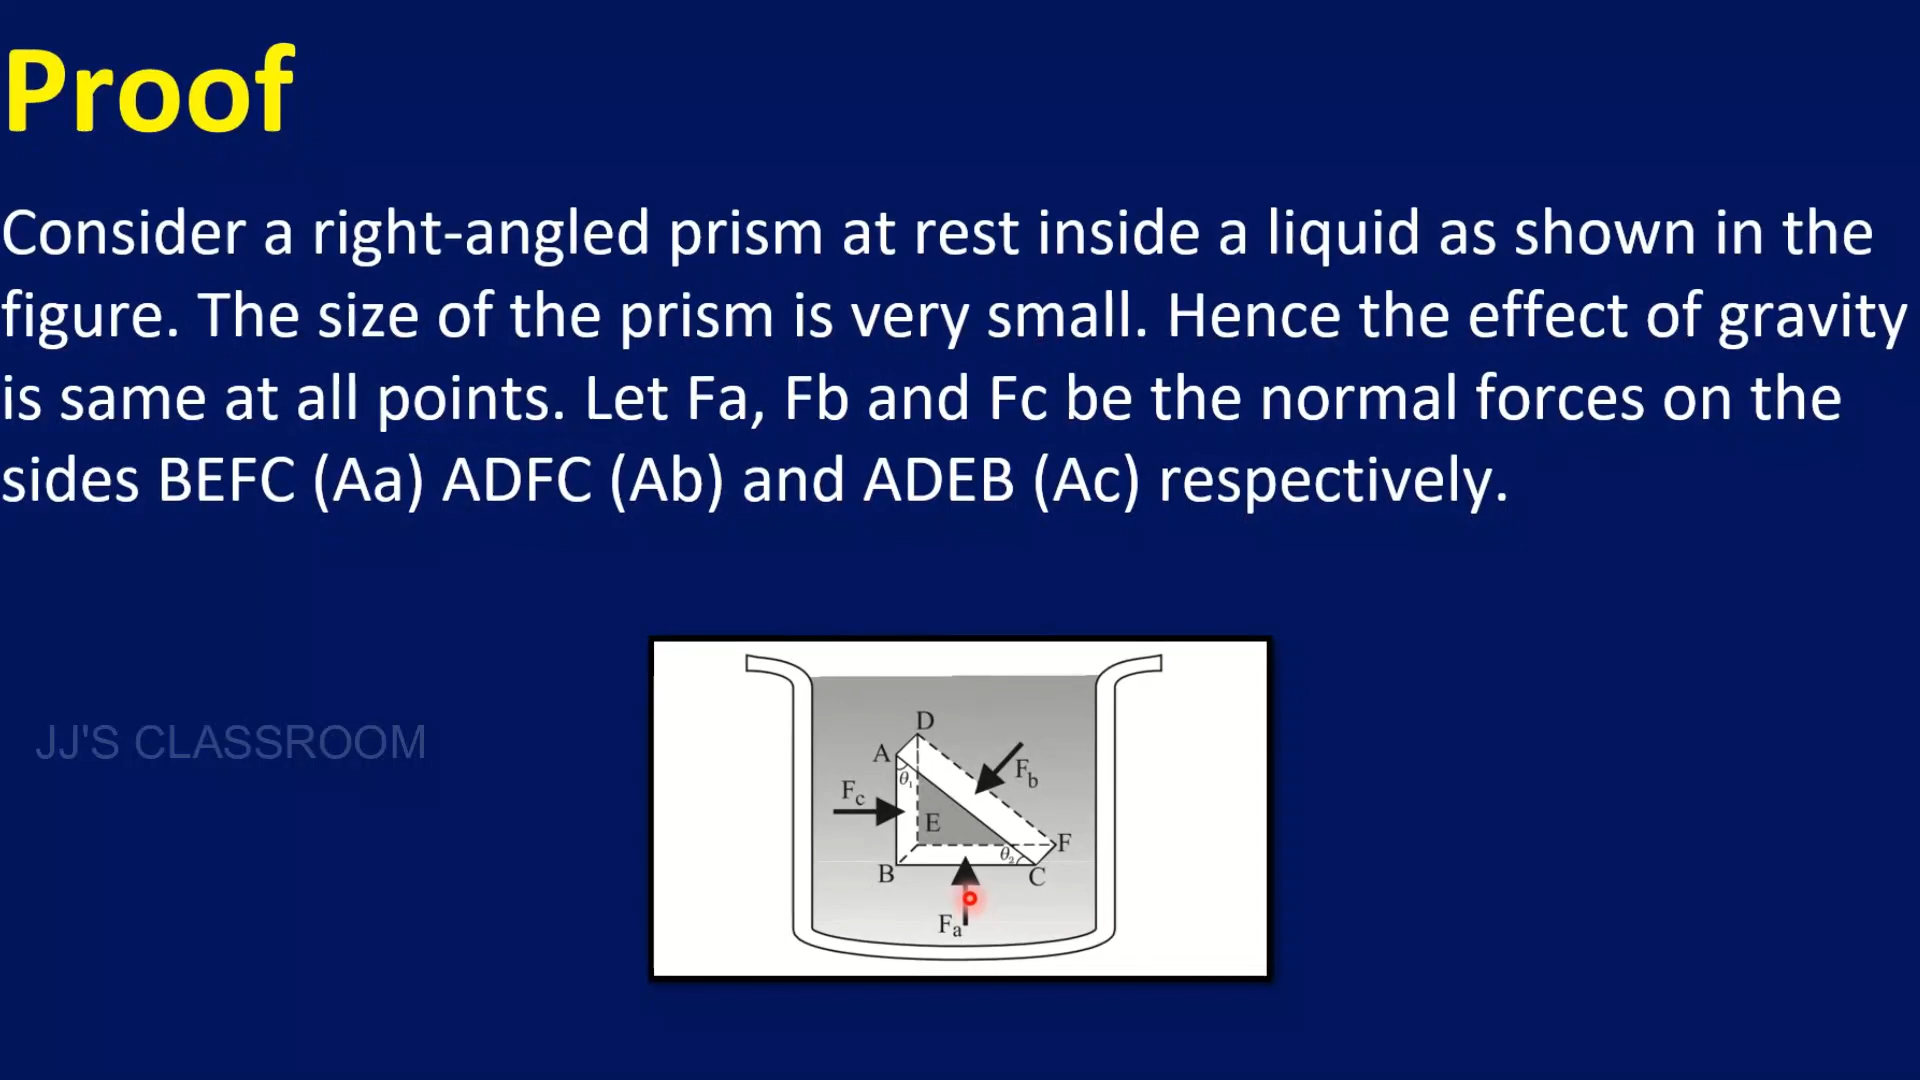 Proof
Consider a right-angled prism at rest inside a liquid as shown in the
figure. The size of the prism is very small. Hence the effect of gravity
is same at all points. Let Fa, Fb and Fc be the normal forces on the
sides BEFC (Aa) ADFC (Ab) and ADEB (Ac) respectively.
JJ'S CLASSROOM
D
A
θ1
Fb
Fc
E
F
θ2
B
C
Fa